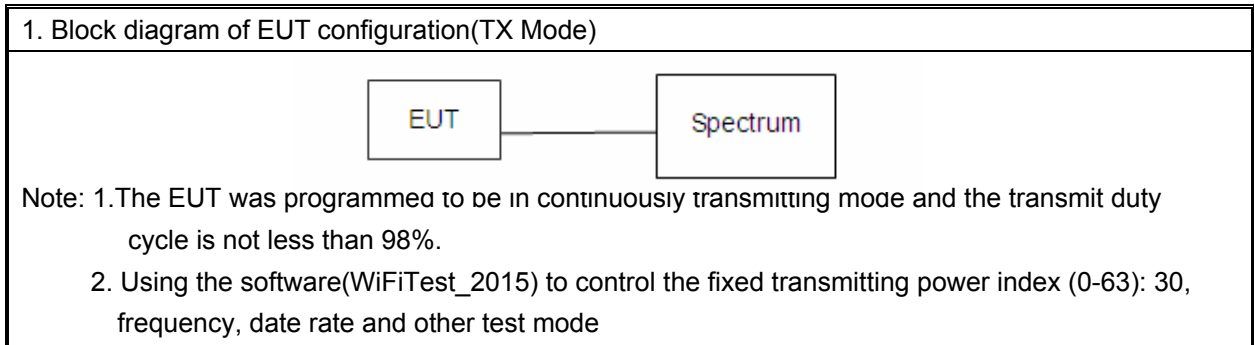 1. Block diagram of EUT configuration(TX Mode)
EUT
Spectrum
Note: 1.The EUT was programmed to be in continuously transmitting mode and the transmit duty
cycle is not less than 98%.
2. Using the software(WiFiTest_2015) to control the fixed transmitting power index (0-63): 30,
frequency, date rate and other test mode